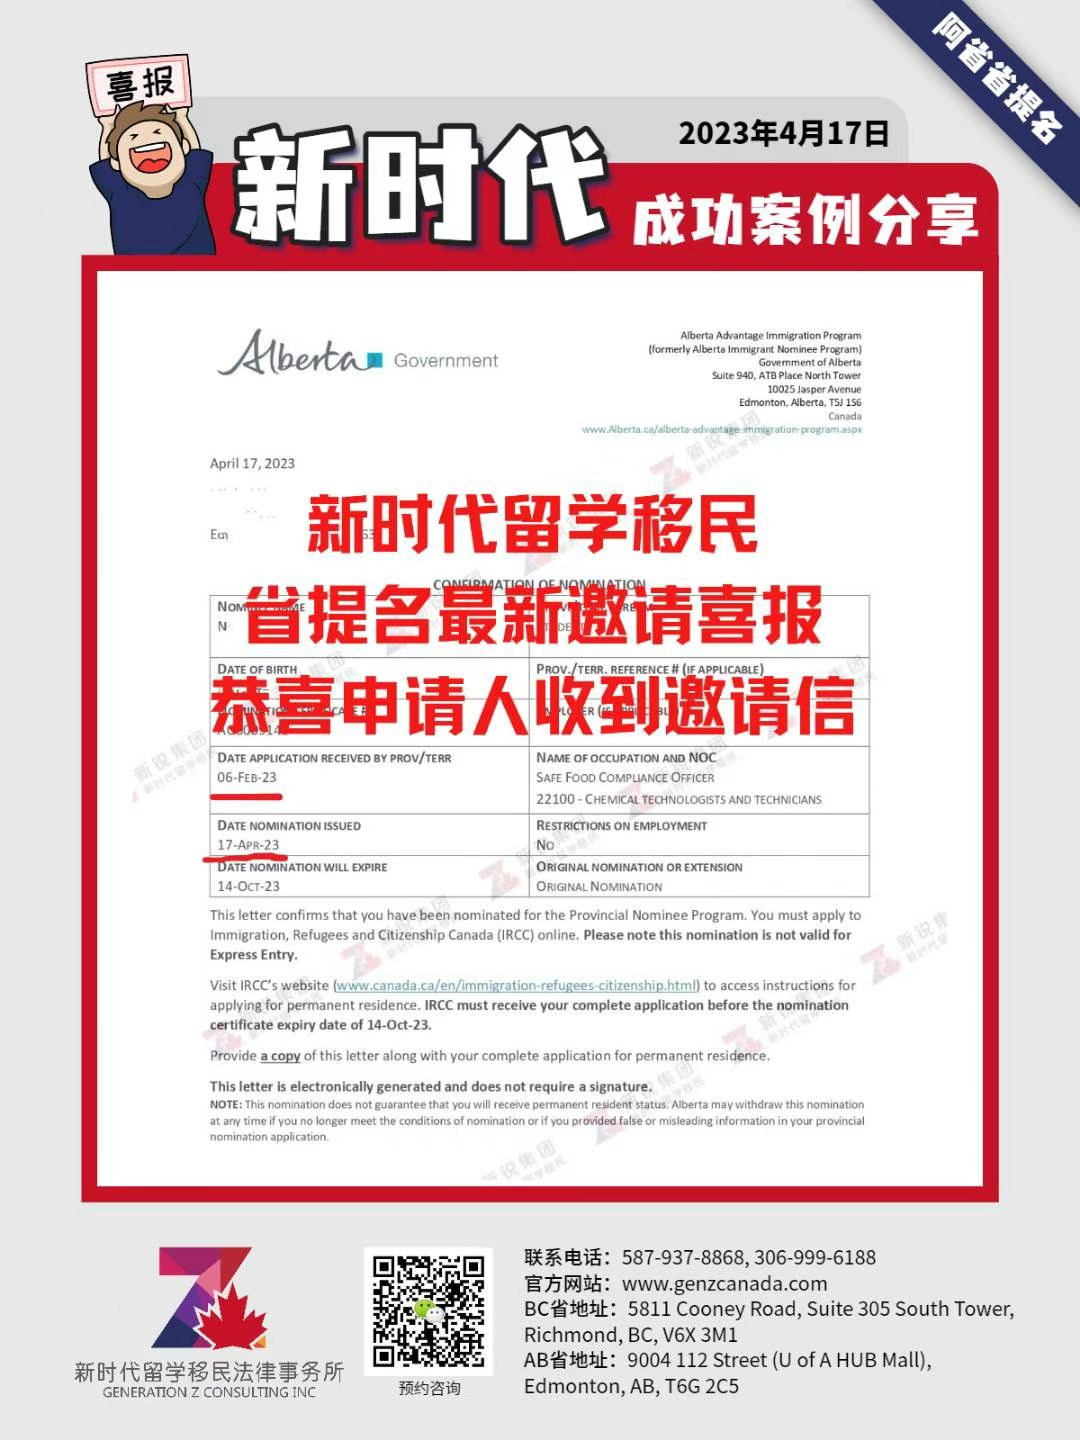 阿省省提名
喜报
2023年4月17日
新时代
成功案例分享
Alberta Government
Alberta Advantage Immigration Program
(formerly Alberta Immigrant Nominee Program)
Government of Alberta
Suite 940, ATB Place North Tower
10025 Jasper Avenue
Edmonton, Alberta, T5J 1S6
Canada
www.Alberta.ca/alberta-advantage-immigration-program.aspx
April 17, 2023
新时代留学移民
CONFIRMATION OF NOMINATION
省提名最新邀请喜报
DATE OF BIRTH
PROV./TERR. REFERENCE # (IF APPLICABLE)
恭喜申请人收到邀请信
DATE APPLICATION RECEIVED BY PROV/TERR
06-FEB-23
NAME OF OCCUPATION AND NOC
SAFE FOOD COMPLIANCE OFFICER
22100 - CHEMICAL TECHNOLOGISTS AND TECHNICIANS
DATE NOMINATION ISSUED
17-APR-23
RESTRICTIONS ON EMPLOYMENT
NO
DATE NOMINATION WILL EXPIRE
14-OCT-23
ORIGINAL NOMINATION OR EXTENSION
ORIGINAL NOMINATION
This letter confirms that you have been nominated for the Provincial Nominee Program. You must apply to
Immigration, Refugees and Citizenship Canada (IRCC) online. Please note this nomination is not valid for
Express Entry.
Visit IRCC's website (www.canada.ca/en/immigration-refugees-citizenship.html) to access instructions for
applying for permanent residence. IRCC must receive your complete application before the nomination
certificate expiry date of 14-Oct-23.
Provide a copy of this letter along with your complete application for permanent residence.
This letter is electronically generated and does not require a signature.
NOTE: This nomination does not guarantee that you will receive permanent resident status. Alberta may withdraw this nomination
at any time if you no longer meet the conditions of nomination or if you provided false or misleading information in your provincial
nomination application.
新锐集团
新时代留学移民
新时代留学移民法律事务所
GENERATION Z CONSULTING INC
预约咨询
联系电话：587-937-8868, 306-999-6188
官方网站：www.genzcanada.com
BC省地址：5811 Cooney Road, Suite 305 South Tower,
Richmond, BC, V6X 3M1
AB省地址：9004 112 Street (U of A HUB Mall),
Edmonton, AB, T6G 2C5